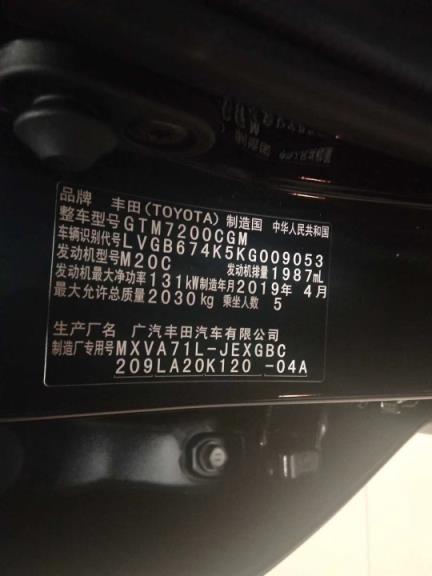 品牌 丰田(TOYOTA) 制造国 中华人民共和国
整车型号GTM7200CGM
车辆识别代号LVGB674K5KG009053
发动机型号M20C 发动机排量1987mL
发动机最大净功率131kW制造年月2019年4月
最大允许总质量2030kg乘坐人数 5
生产厂名 广汽丰田汽车有限公司
制造厂专用号MXVA71L-JEXGBC
209LA20K120 -04A